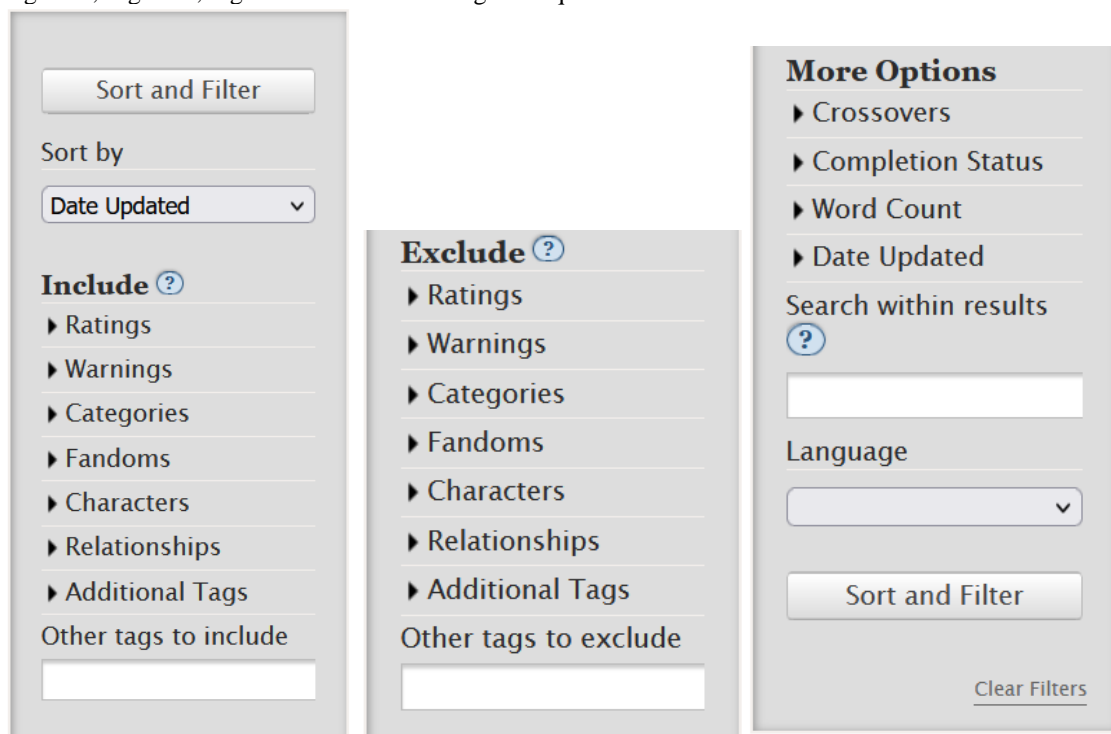 Sort and Filter
Sort by
Date Updated
Include ?
Ratings
Warnings
Categories
Fandoms
Characters
Relationships
Additional Tags
Other tags to include
Exclude ?
Ratings
Warnings
Categories
Fandoms
Characters
Relationships
Additional Tags
Other tags to exclude
More Options
Crossovers
Completion Status
Word Count
Date Updated
Search within results
?
Language
Sort and Filter
Clear Filters